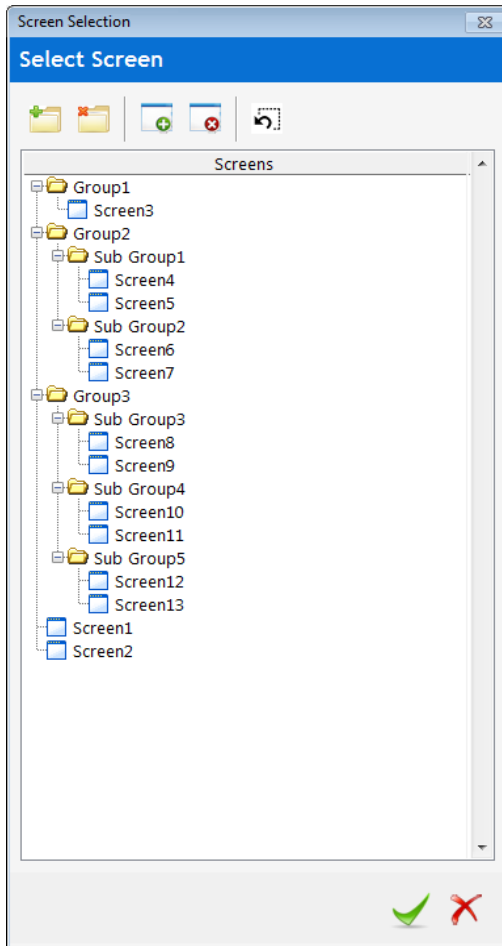 Screen Selection
Select Screen
Screens
Group1
Screen3
Group2
Sub Group1
Screen4
Screen5
Sub Group2
Screen6
Screen7
Group3
Sub Group3
Screen8
Screen9
Sub Group4
Screen10
Screen11
Sub Group5
Screen12
Screen13
Screen1
Screen2